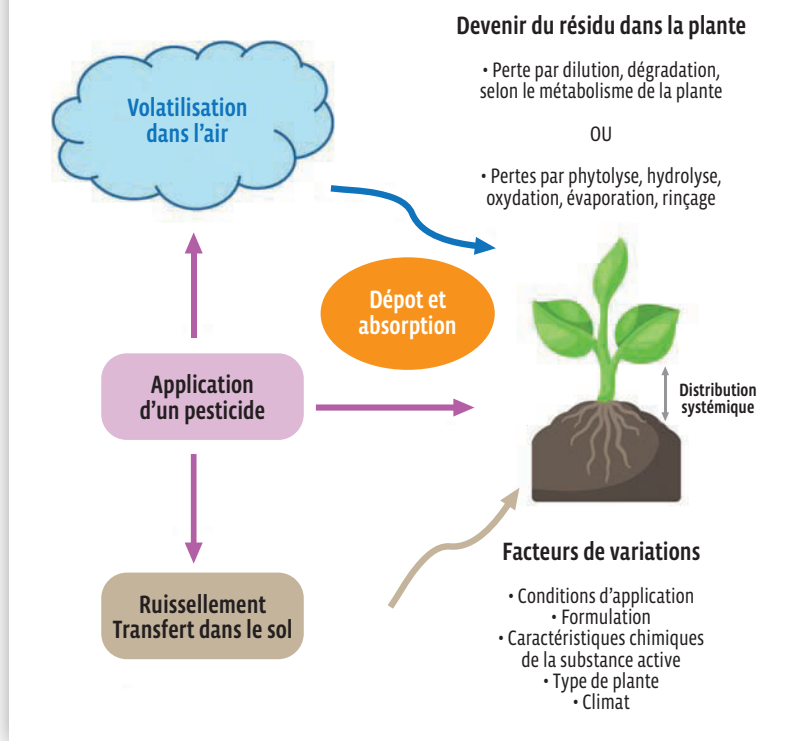 Devenir du résidu dans la plante
• Perte par dilution, dégradation,
selon le métabolisme de la plante
OU
• Pertes par phytolyse, hydrolyse,
oxydation, évaporation, rinçage
Volatilisation
dans l'air
Dépot et
absorption
Application
d'un pesticide
Distribution
systémique
Ruissellement
Transfert dans le sol
Facteurs de variations
• Conditions d'application
• Formulation
• Caractéristiques chimiques
de la substance active
• Type de plante
• Climat